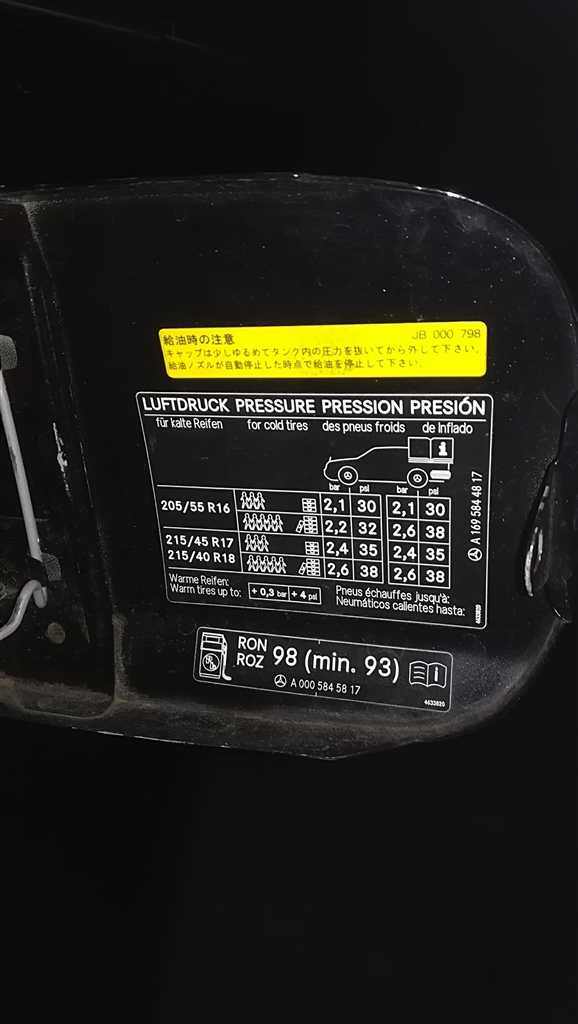 給油時の注意 JB 000 798
キャップは少しゆるめてタンク内の圧力を抜いてから外して下さい。
給油ノズルが自動停止した時点で給油を停止して下さい。
LUFTDRUCK PRESSURE PRESSION PRESIÓN
für kalte Reifen for cold tires des pneus froids de Inflado
i
bar psi bar psi
205/55 R16 2,1 30 2,1 30
2,2 32 2,6 38
215/45 R17 2,4 35 2,4 35
215/40 R18 2,6 38 2,6 38
Warme Reifen: Pneus échauffes jusqu'à:
Warm tires up to: + 0,3 bar + 4 psi Neumáticos calientes hasta:
A 169 584 48 17
RON
ROZ 98 (min. 93)
A 000 584 58 17
4633820